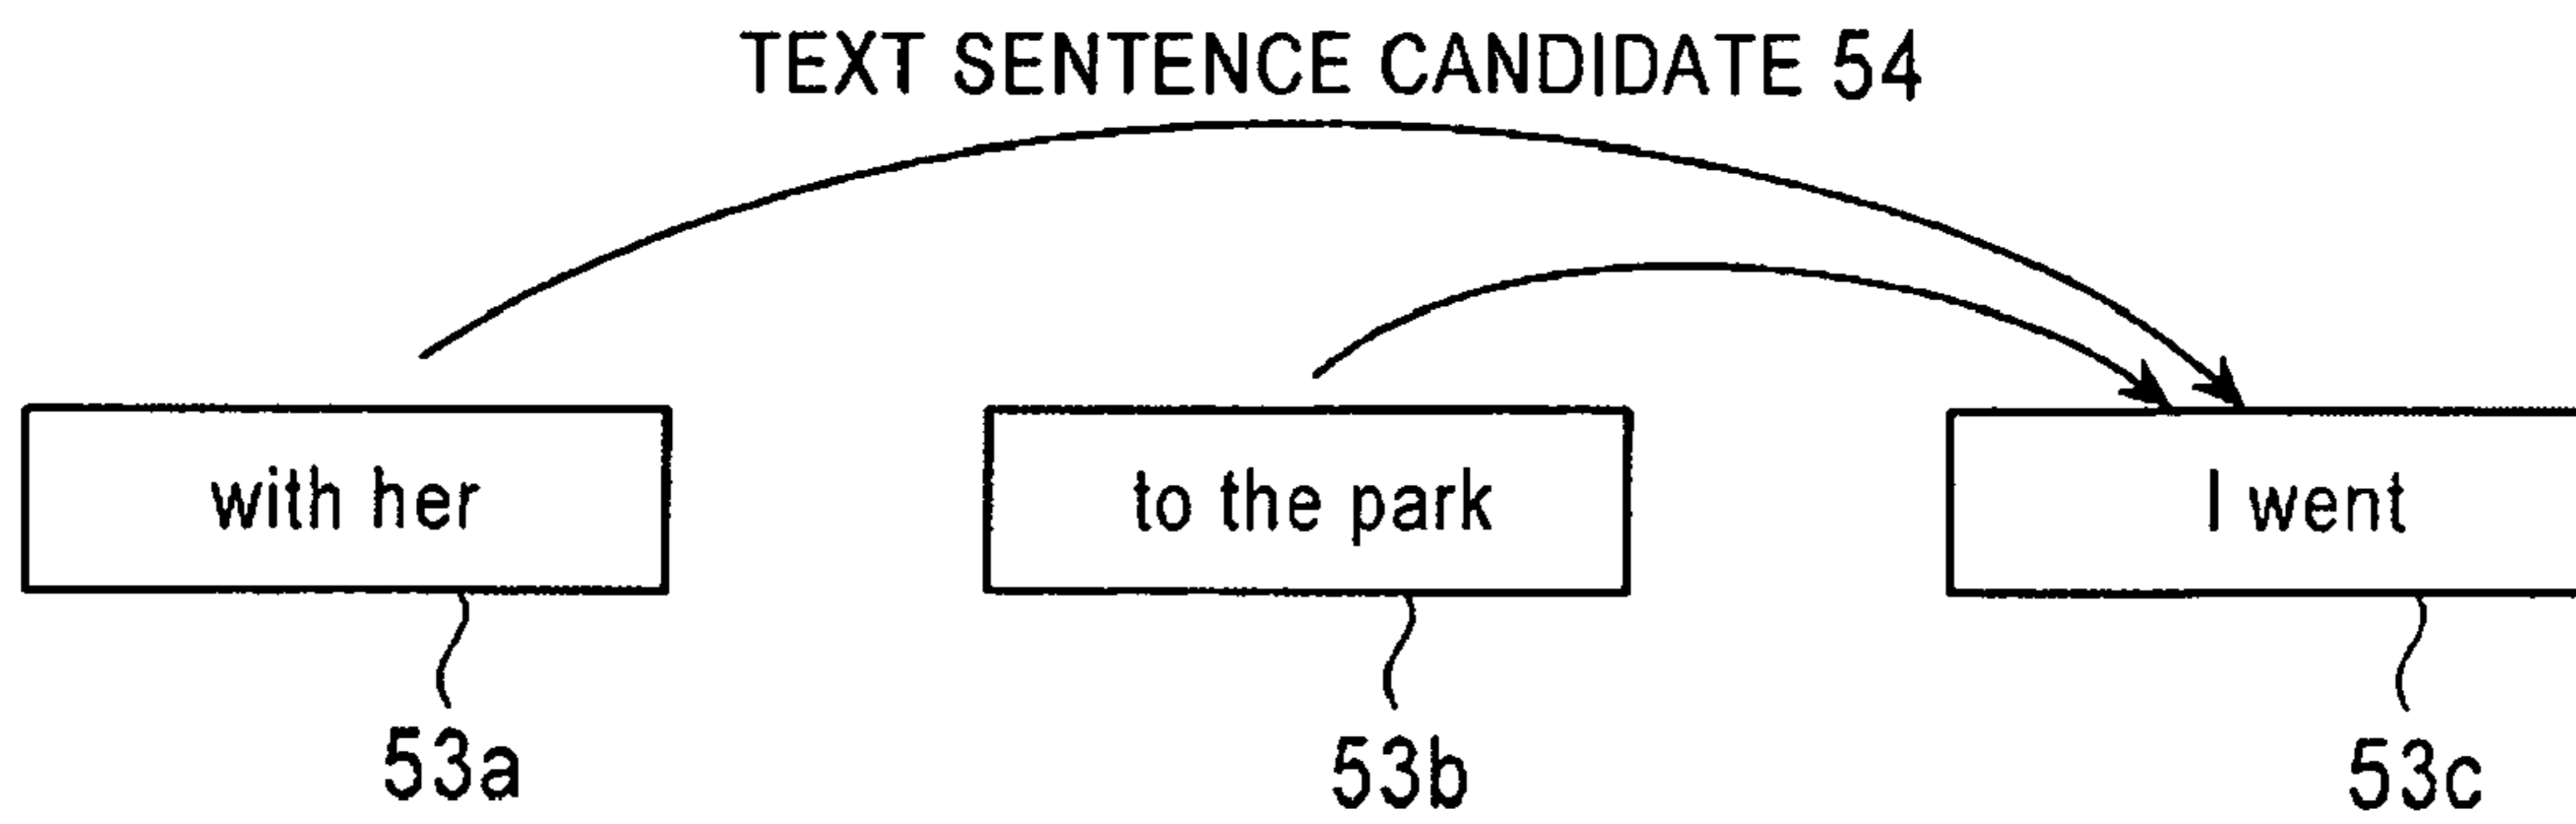 TEXT SENTENCE CANDIDATE 54
with her to the park I went
53a 53b 53c